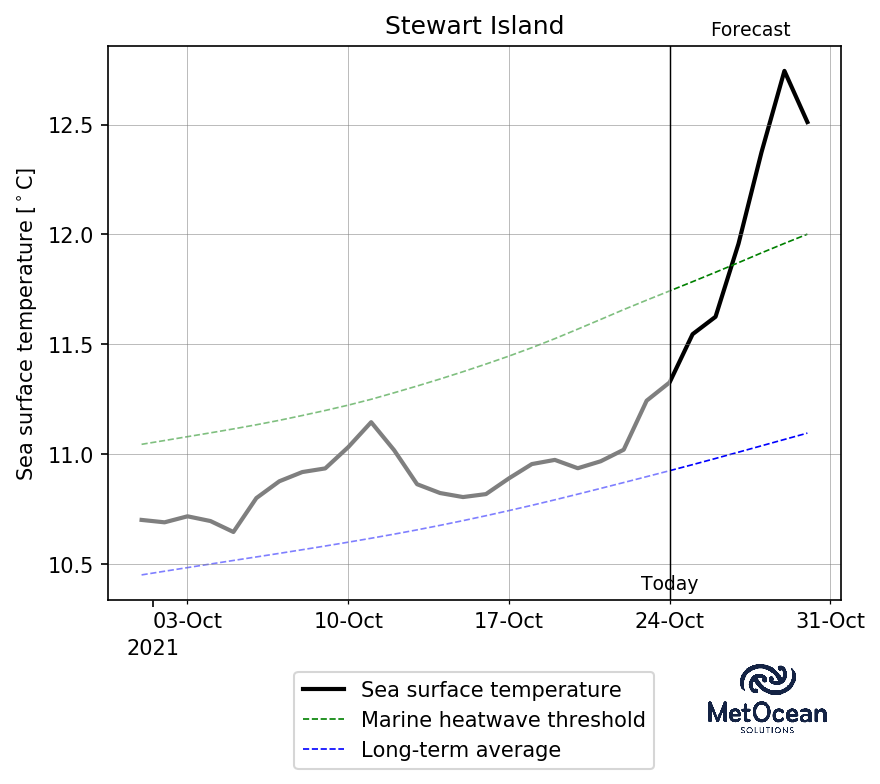 Stewart Island
Forecast
Sea surface temperature [°C]
12.5
12.0
11.5
11.0
10.5
Today
03-Oct
10-Oct
17-Oct
24-Oct
31-Oct
2021
Sea surface temperature
Marine heatwave threshold
Long-term average
MetOcean
SOLUTIONS